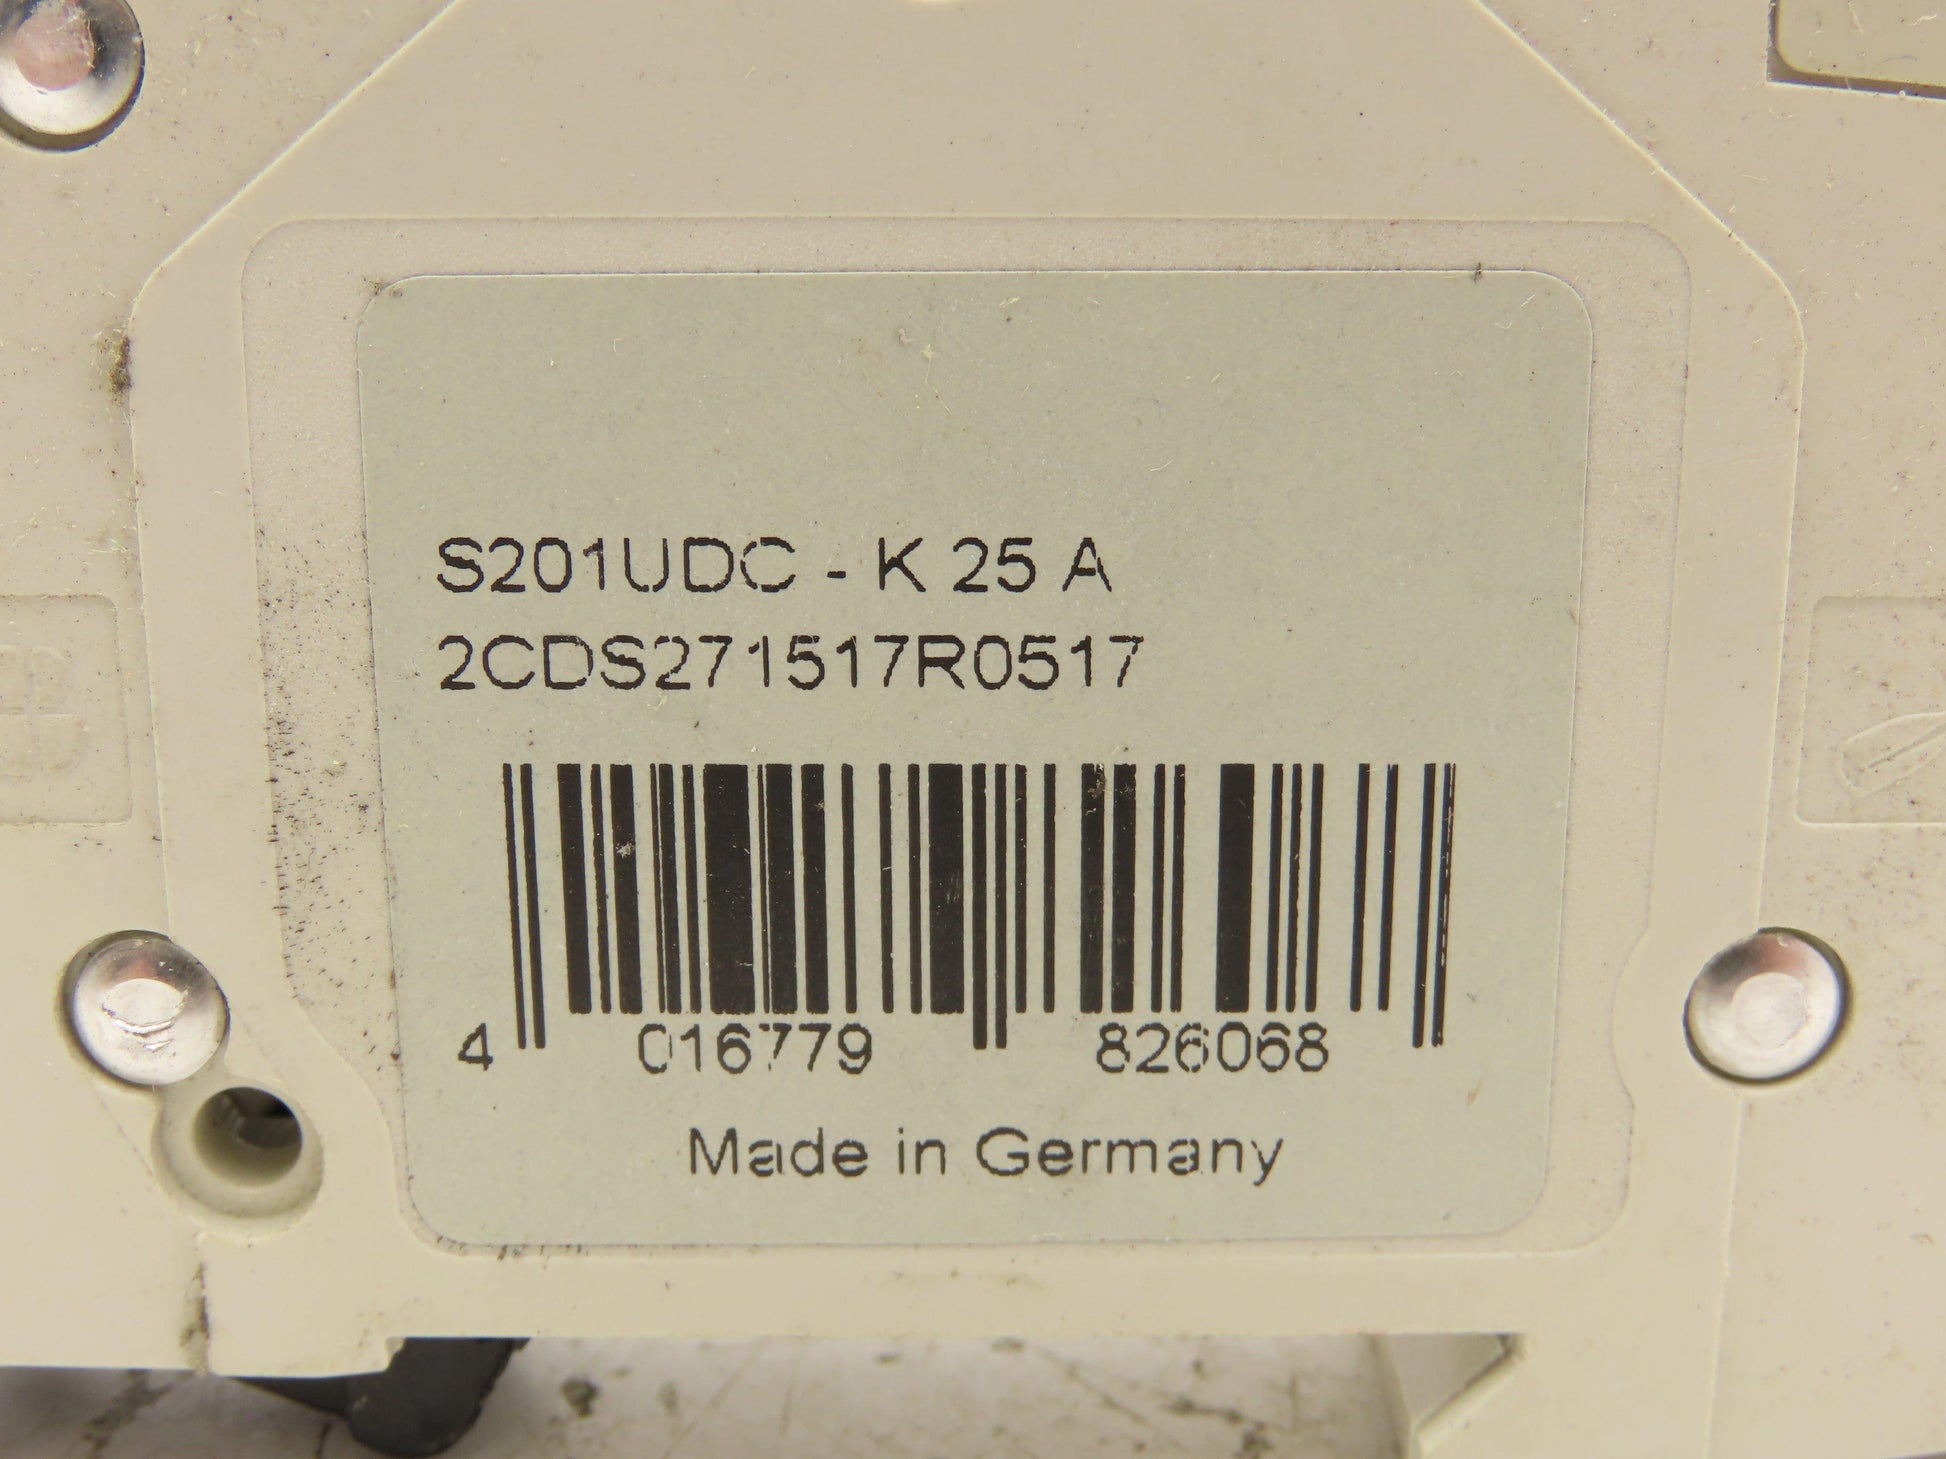 S201UDC - K 25 A
2CDS271517R0517
4 016779 826068
Made in Germany